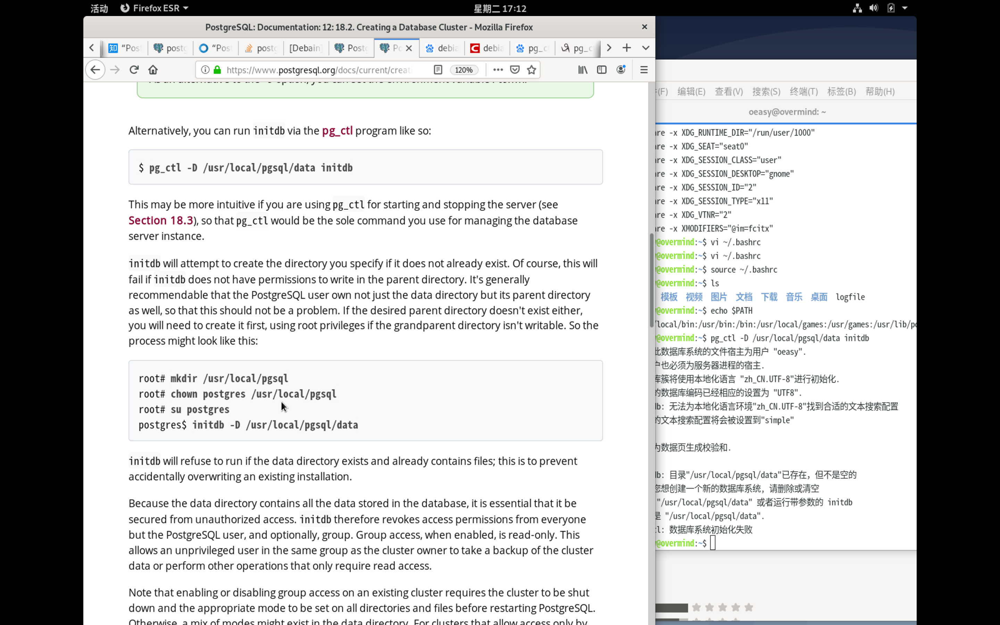 活动 Firefox ESR 星期二 17:12
PostgreSQL: Documentation: 12: 18.2. Creating a Database Cluster - Mozilla Firefox
"Post postg "Post postg [Debain] Postg Po debia debia pg_c pg_c
https://www.postgresql.org/docs/current/creati 120%
Alternatively, you can run initdb via the pg_ctl program like so:
$ pg_ctl -D /usr/local/pgsql/data initdb
This may be more intuitive if you are using pg_ctl for starting and stopping the server (see
Section 18.3), so that pg_ctl would be the sole command you use for managing the database
server instance.
initdb will attempt to create the directory you specify if it does not already exist. Of course, this will
fail if initdb does not have permissions to write in the parent directory. It's generally
recommendable that the PostgreSQL user own not just the data directory but its parent directory
as well, so that this should not be a problem. If the desired parent directory doesn't exist either,
you will need to create it first, using root privileges if the grandparent directory isn't writable. So the
process might look like this:
root# mkdir /usr/local/pgsql
root# chown postgres /usr/local/pgsql
root# su postgres
postgres$ initdb -D /usr/local/pgsql/data
initdb will refuse to run if the data directory exists and already contains files; this is to prevent
accidentally overwriting an existing installation.
Because the data directory contains all the data stored in the database, it is essential that it be
secured from unauthorized access. initdb therefore revokes access permissions from everyone
but the PostgreSQL user, and optionally, group. Group access, when enabled, is read-only. This
allows an unprivileged user in the same group as the cluster owner to take a backup of the cluster
data or perform other operations that only require read access.
Note that enabling or disabling group access on an existing cluster requires the cluster to be shut
down and the appropriate mode to be set on all directories and files before restarting PostgreSQL.
Otherwise, a mix of modes might exist in the data directory. For clusters that allow access only by
(F) 编辑(E) 查看(V) 搜索(S) 终端(T) 标签(B) 帮助(H)
oeasy@overmind: ~
re -x XDG_RUNTIME_DIR="/run/user/1000"
re -x XDG_SEAT="seat0"
re -x XDG_SESSION_CLASS="user"
re -x XDG_SESSION_DESKTOP="gnome"
re -x XDG_SESSION_ID="2"
re -x XDG_SESSION_TYPE="x11"
re -x XDG_VTNR="2"
re -x XMODIFIERS="@im=fcitx"
@overmind:~$ vi ~/.bashrc
@overmind:~$ vi ~/.bashrc
@overmind:~$ source ~/.bashrc
@overmind:~$ ls
模板 视频 图片 文档 下载 音乐 桌面 logfile
@overmind:~$ echo $PATH
/local/bin:/usr/bin:/bin:/usr/local/games:/usr/games:/usr/lib/po
@overmind:~$ pg_ctl -D /usr/local/pgsql/data initdb
此数据库系统的文件宿主为用户 "oeasy".
户也必须为服务器进程的宿主.
库簇将使用本地化语言 "zh_CN.UTF-8"进行初始化.
的数据库编码已经相应的设置为 "UTF8".
db: 无法为本地化语言环境"zh_CN.UTF-8"找到合适的文本搜索配置
的文本搜索配置将会被设置到"simple"
为数据页生成校验和.
db: 目录"/usr/local/pgsql/data"已存在，但不是空的
您想创建一个新的数据库系统, 请删除或清空
"/usr/local/pgsql/data" 或者运行带参数的 initdb
是 "/usr/local/pgsql/data".
l: 数据库系统初始化失败
@overmind:~$